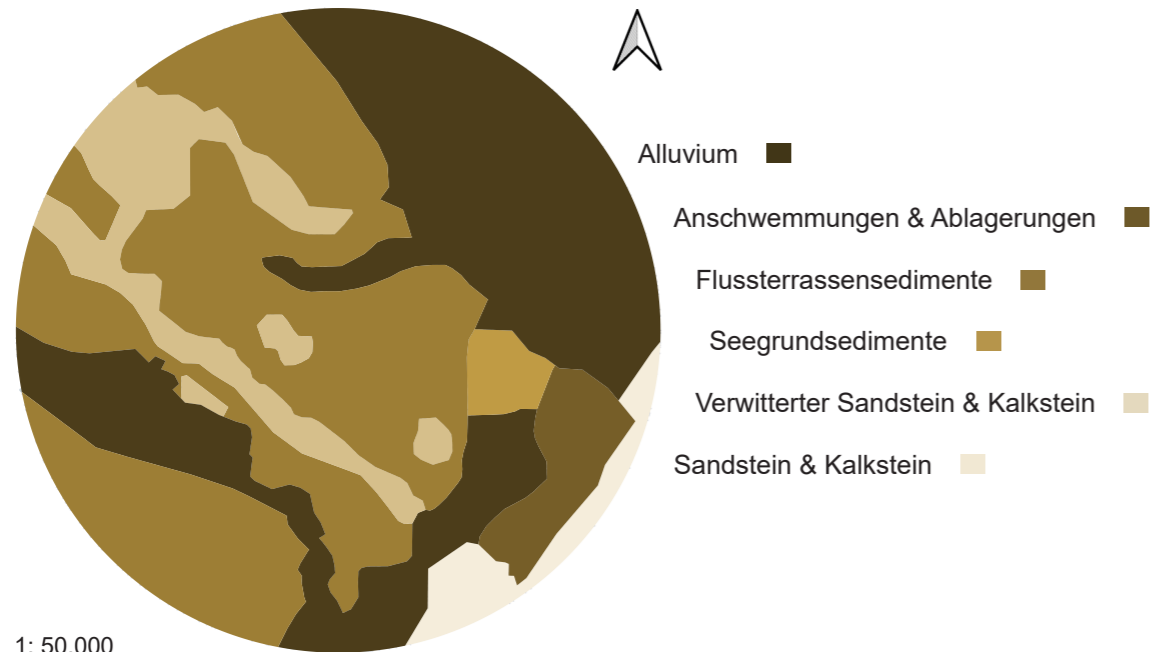 Alluvium
Anschwemmungen & Ablagerungen
Flussterrassensedimente
Seegrundsedimente
Verwitterter Sandstein & Kalkstein
Sandstein & Kalkstein
1: 50.000